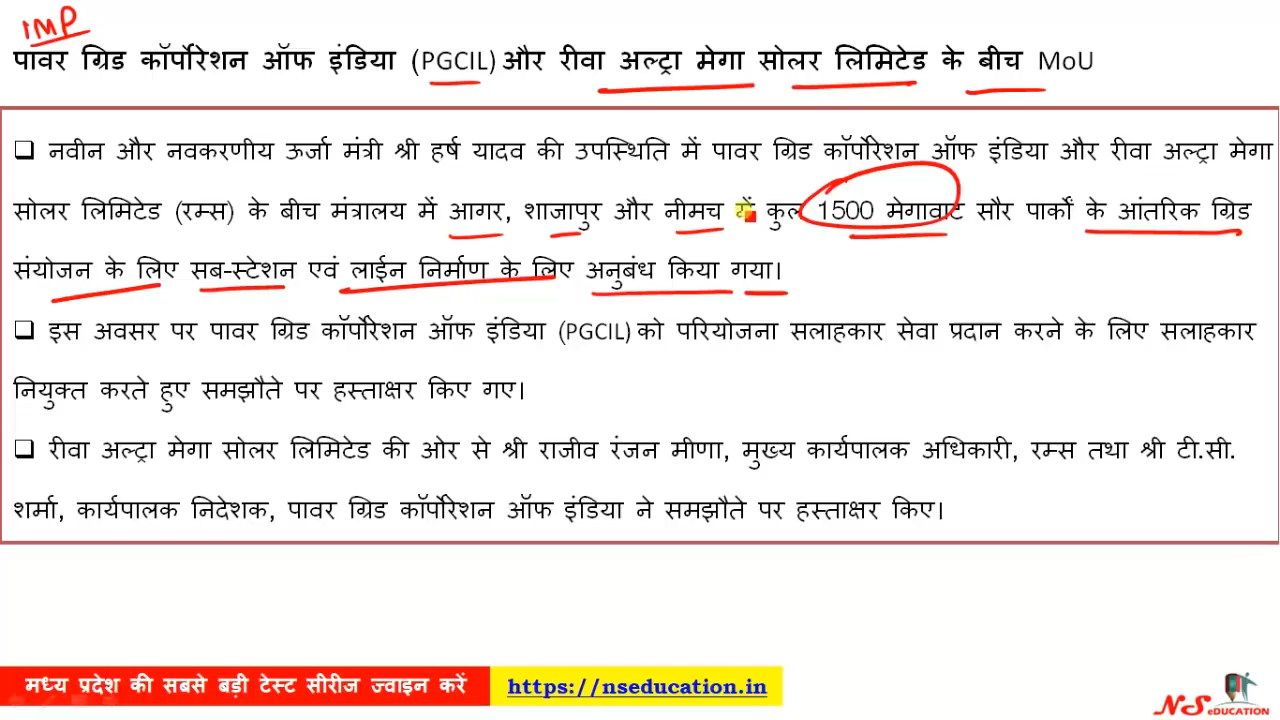 IMP
पावर ग्रिड कॉर्पोरेशन ऑफ इंडिया (PGCIL) और रीवा अल्ट्रा मेगा सोलर लिमिटेड के बीच MoU
❑ नवीन और नवकरणीय ऊर्जा मंत्री श्री हर्ष यादव की उपस्थिति में पावर ग्रिड कॉर्पोरेशन ऑफ इंडिया और रीवा अल्ट्रा मेगा
सोलर लिमिटेड (रम्स) के बीच मंत्रालय में आगर, शाजापुर और नीमच में कुल 1500 मेगावाट सौर पार्कों के आंतरिक ग्रिड
संयोजन के लिए सब-स्टेशन एवं लाईन निर्माण के लिए अनुबंध किया गया।
❑ इस अवसर पर पावर ग्रिड कॉर्पोरेशन ऑफ इंडिया (PGCIL) को परियोजना सलाहकार सेवा प्रदान करने के लिए सलाहकार
नियुक्त करते हुए समझौते पर हस्ताक्षर किए गए।
❑ रीवा अल्ट्रा मेगा सोलर लिमिटेड की ओर से श्री राजीव रंजन मीणा, मुख्य कार्यपालक अधिकारी, रम्स तथा श्री टी.सी.
शर्मा, कार्यपालक निदेशक, पावर ग्रिड कॉर्पोरेशन ऑफ इंडिया ने समझौते पर हस्ताक्षर किए।
मध्य प्रदेश की सबसे बड़ी टेस्ट सीरीज ज्वाइन करें
https://nseducation.in
NS eDUCATION